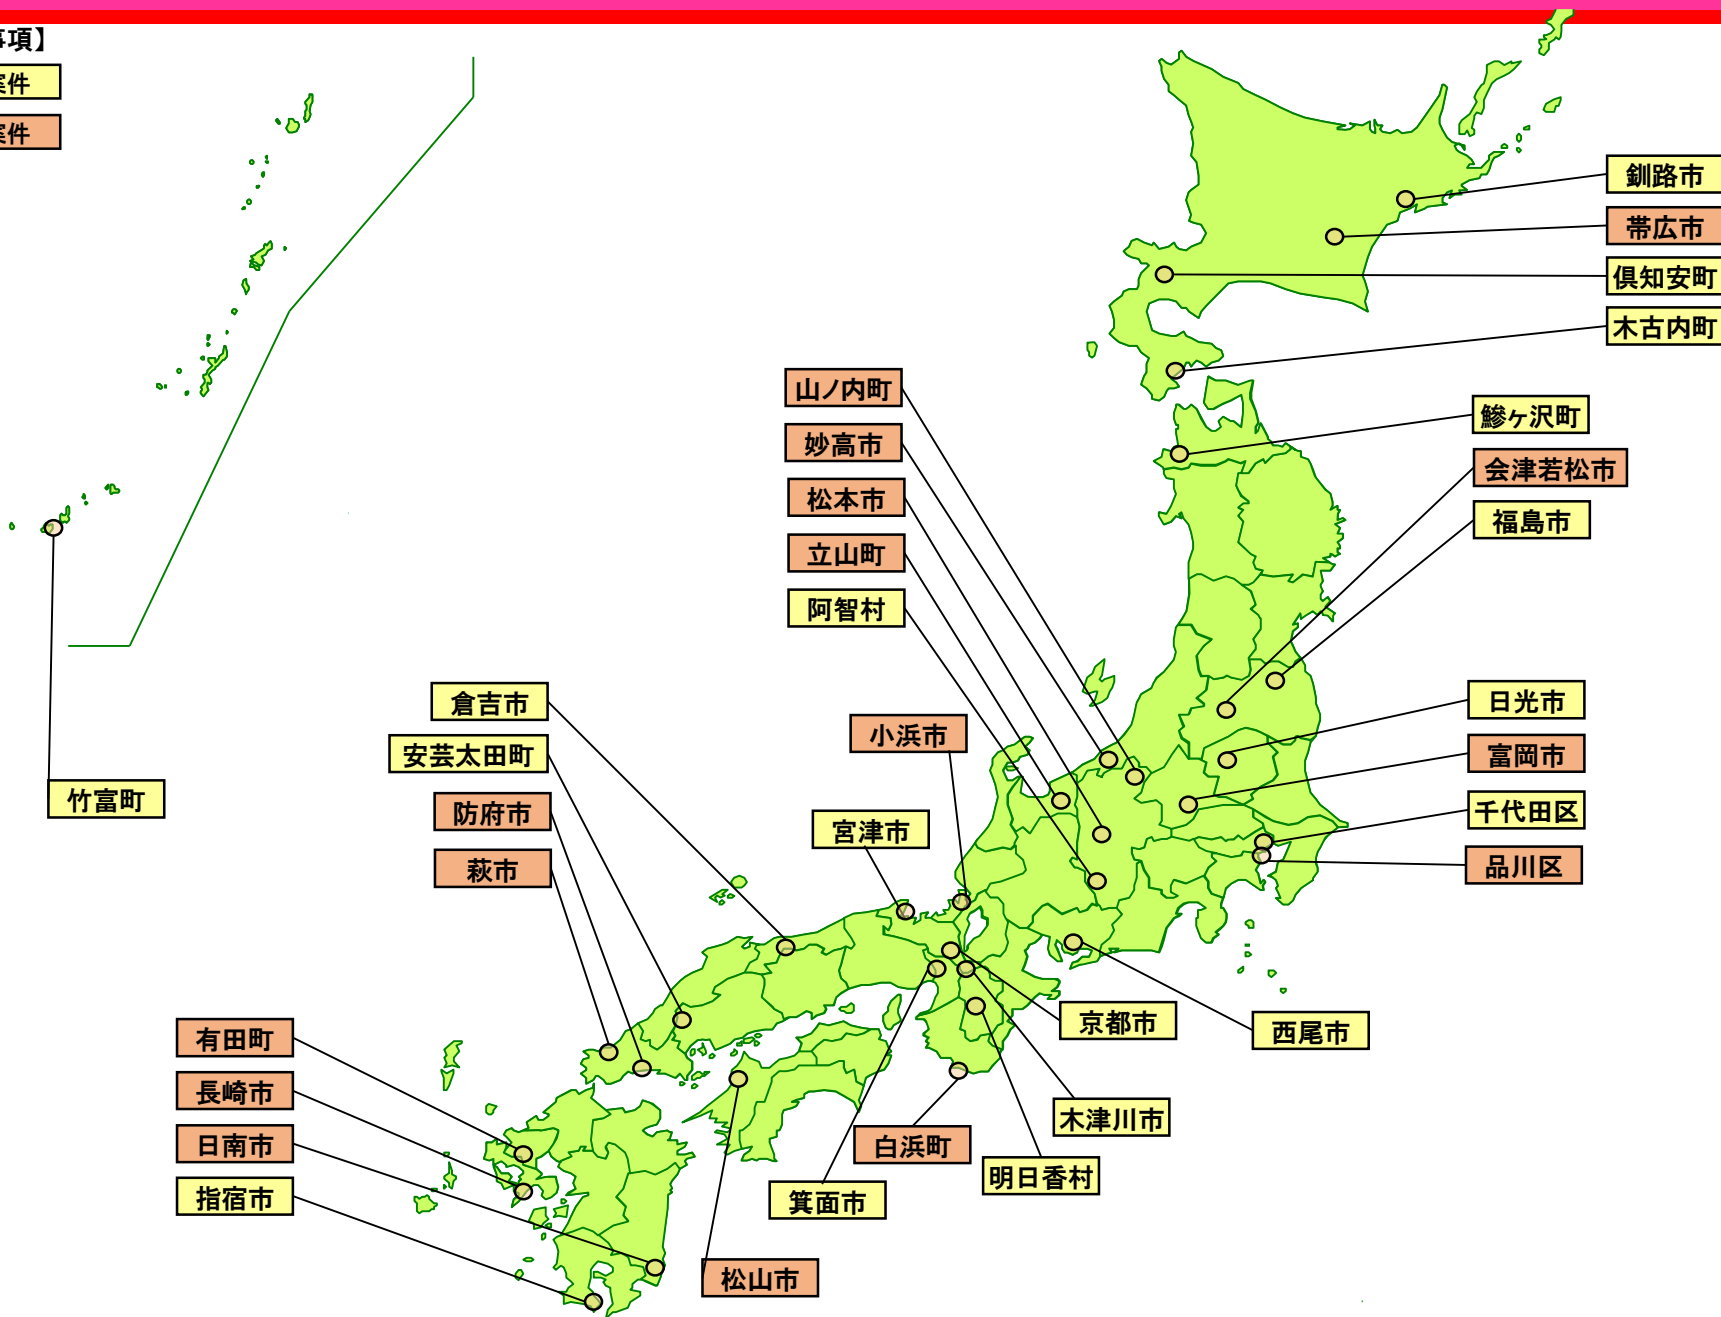 事項】
案件
案件
釧路市
帯広市
倶知安町
木古内町
山ノ内町
妙高市
松本市
立山町
阿智村
鰺ヶ沢町
会津若松市
福島市
倉吉市
安芸太田町
防府市
萩市
小浜市
宮津市
日光市
富岡市
千代田区
品川区
竹富町
京都市
西尾市
木津川市
白浜町
明日香村
箕面市
有田町
長崎市
日南市
指宿市
松山市